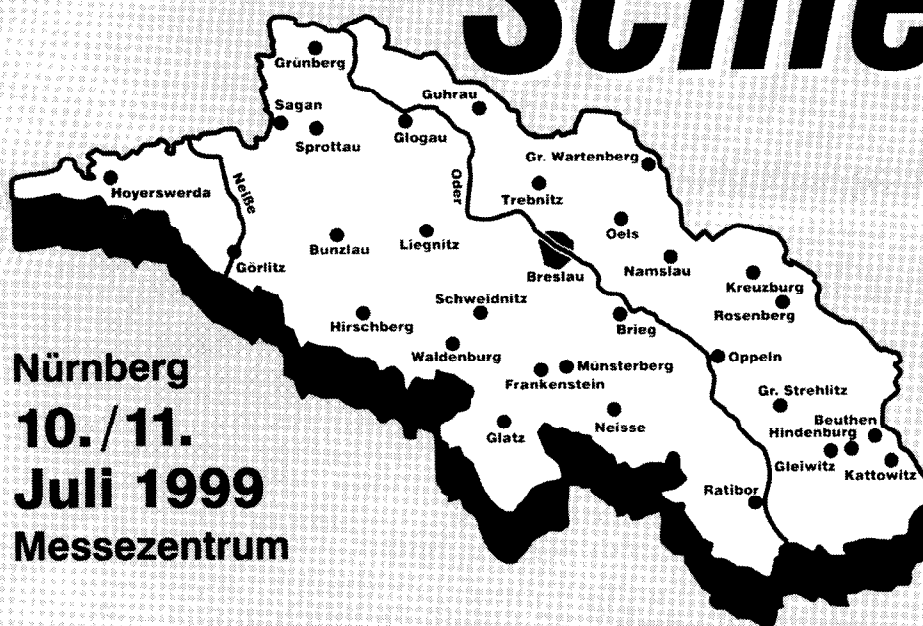 Grünberg
Guhrau
Sagan
Sprottau
Glogau
Gr. Wartenberg
Hoyerswerda
Neiße
Oder
Trebnitz
Oels
Bunzlau
Liegnitz
Görlitz
Breslau
Namslau
Kreuzburg
Schweidnitz
Rosenberg
Hirschberg
Brieg
Waldenburg
Oppeln
Münsterberg
Frankenstein
Gr. Strehlitz
Glatz
Neisse
Beuthen
Hindenburg
Gleiwitz
Kattowitz
Ratibor
Nürnberg
10./11.
Juli 1999
Messezentrum